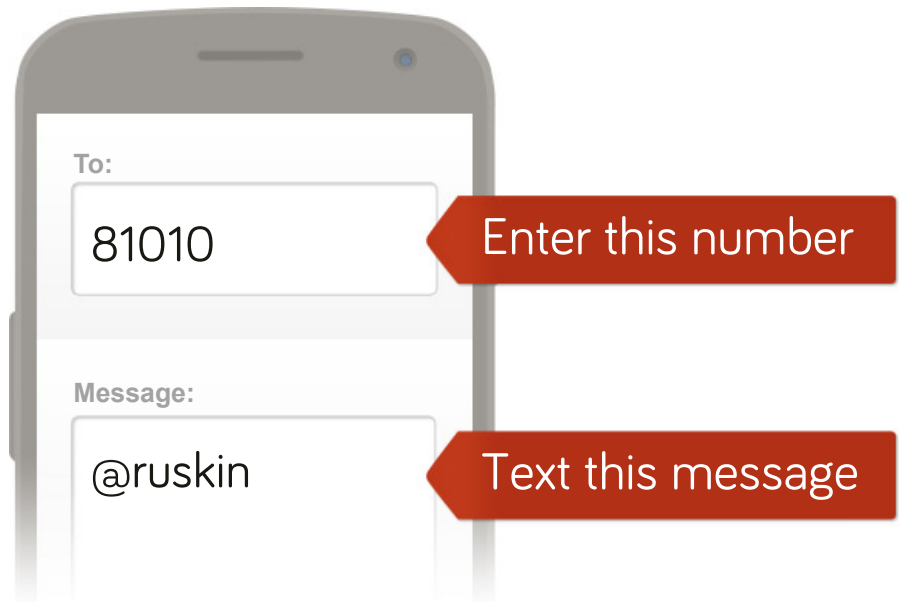 To:
81010
Enter this number
Message:
@ruskin
Text this message